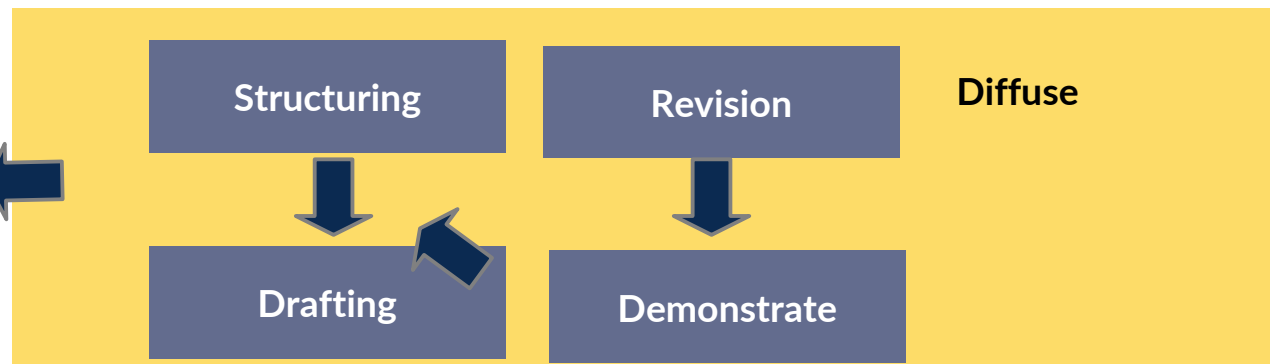 Structuring
Revision
Diffuse
Drafting
Demonstrate